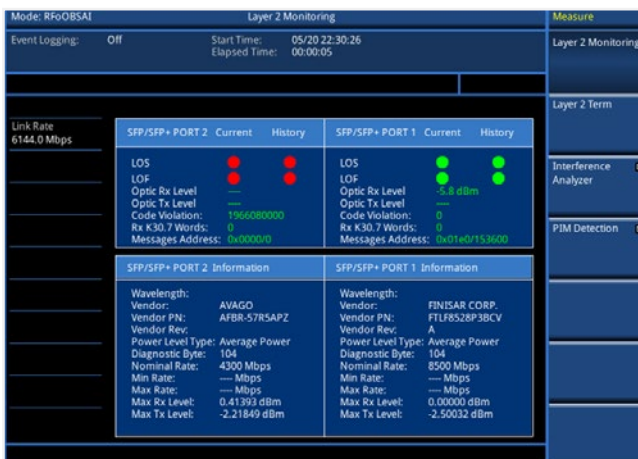 Mode: RFoOBSAI Layer 2 Monitoring Measure
Event Logging: Off Start Time: 05/20 22:30:26
Elapsed Time: 00:00:05
Layer 2 Monitoring
Layer 2 Term
Interference
Analyzer
PIM Detection
Link Rate
6144.0 Mbps
SFP/SFP+ PORT 2 Current History
LOS
LOF
Optic Rx Level ----
Optic Tx Level ----
Code Violation: 1966080000
Rx K30.7 Words: 0
Messages Address: 0x0000/0
SFP/SFP+ PORT 1 Current History
LOS
LOF
Optic Rx Level -5.8 dBm
Optic Tx Level ----
Code Violation: 0
Rx K30.7 Words: 0
Messages Address: 0x01e0/153600
SFP/SFP+ PORT 2 Information
Wavelength:
Vendor: AVAGO
Vendor PN: AFBR-57R5APZ
Vendor Rev:
Power Level Type: Average Power
Diagnostic Byte: 104
Nominal Rate: 4300 Mbps
Min Rate: ---- Mbps
Max Rate: ---- Mbps
Max Rx Level: 0.41393 dBm
Max Tx Level: -2.21849 dBm
SFP/SFP+ PORT 1 Information
Wavelength:
Vendor: FINISAR CORP.
Vendor PN: FTLF8528P3BCV
Vendor Rev: A
Power Level Type: Average Power
Diagnostic Byte: 104
Nominal Rate: 8500 Mbps
Min Rate: ---- Mbps
Max Rate: ---- Mbps
Max Rx Level: 0.00000 dBm
Max Tx Level: -2.50032 dBm